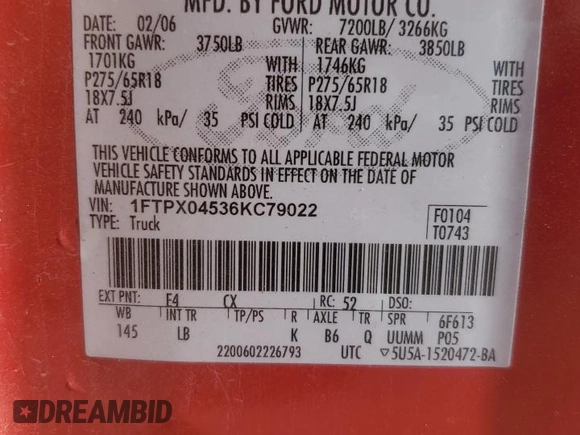 MFD. BY FORD MOTOR CO.
DATE: 02/06 GVWR: 7200LB/ 3266KG
FRONT GAWR: 3750LB REAR GAWR: 3850LB
1701KG WITH 1746KG WITH
P275/65R18 TIRES P275/65R18 TIRES
18X7.5J RIMS 18X7.5J RIMS
AT 240 kPa/ 35 PSI COLD AT 240 kPa/ 35 PSI COLD
Ford
THIS VEHICLE CONFORMS TO ALL APPLICABLE FEDERAL MOTOR
VEHICLE SAFETY STANDARDS IN EFFECT ON THE DATE OF
MANUFACTURE SHOWN ABOVE.
VIN: 1FTPX04536KC79022
TYPE: Truck
F0104
T0743
EXT PNT: F4 CX RC: 52 DSO:
WB INT TR TP/PS R AXLE TR SPR 6F613
145 LB K B6 Q UUMM P05
2200602226793 UTC ▽5U5A-1520472-BA
DREAMBID